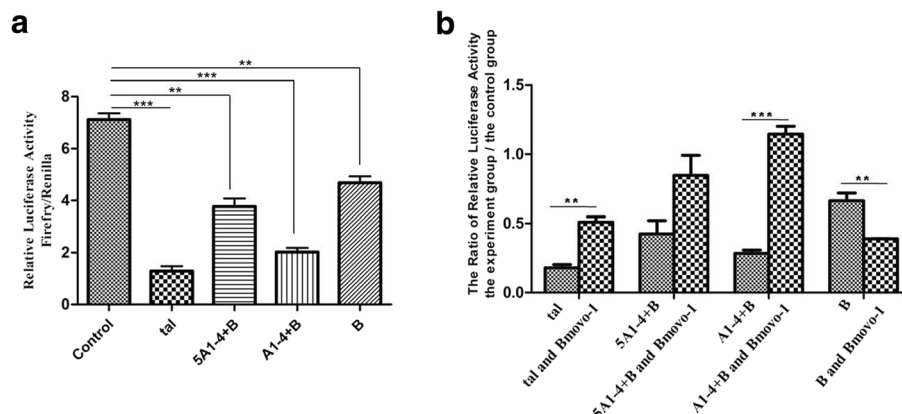 a
**
***
**
***
8
6
4
2
0
Relative Luciferase Activity
Firefry/Renilla
Control
tal
5A1-4+B
A1-4+B
B
b
The Ratio of Relative Luciferase Activity
the experiment group / the control group
1.5
1.0
0.5
0.0
**
***
**
tal
tal and Bmovo-1
5A1-4+B
5A1-4+B and Bmovo-1
A1-4+B
A1-4+B and Bmovo-1
B
B and Bmovo-1